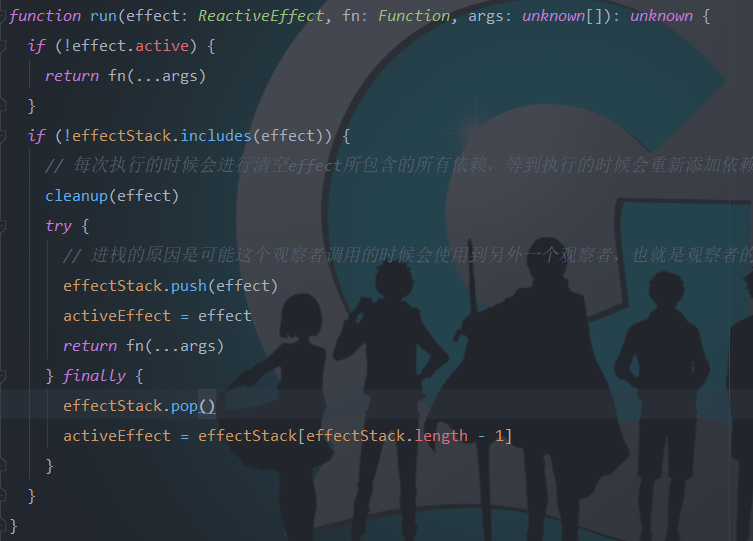 function run(effect: ReactiveEffect, fn: Function, args: unknown[]): unknown {
  if (!effect.active) {
    return fn(...args)
  }
  if (!effectStack.includes(effect)) {
    // 每次执行的时候会进行清空effect所包含的所有依赖，等到执行的时候会重新添加依赖
    cleanup(effect)
    try {
      // 进栈的原因是可能这个观察者调用的时候会使用到另外一个观察者，也就是观察者的
      effectStack.push(effect)
      activeEffect = effect
      return fn(...args)
    } finally {
      effectStack.pop()
      activeEffect = effectStack[effectStack.length - 1]
    }
  }
}